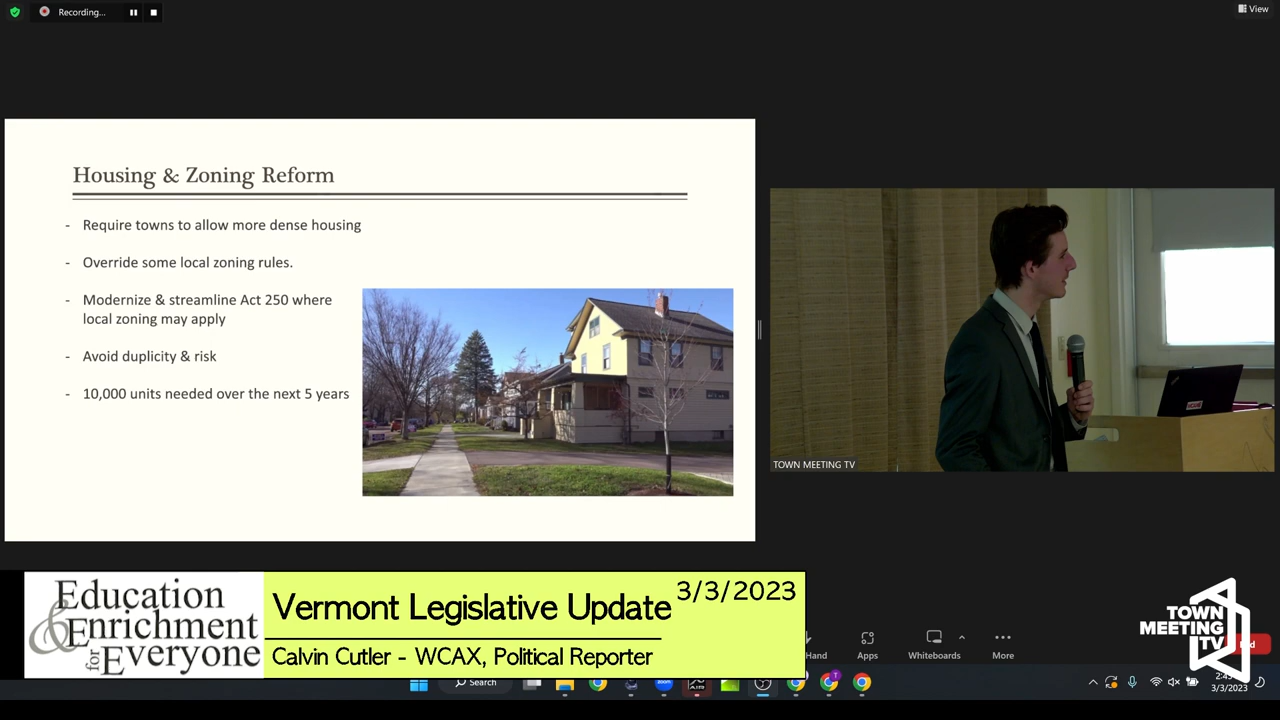 Recording...
View
Housing & Zoning Reform
- Require towns to allow more dense housing
- Override some local zoning rules.
- Modernize & streamline Act 250 where
local zoning may apply
- Avoid duplicity & risk
- 10,000 units needed over the next 5 years
TOWN MEETING TV
Education
& Enrichment
for Everyone
Vermont Legislative Update
3/3/2023
Calvin Cutler - WCAX, Political Reporter
Hand
Apps
Whiteboards
More
TOWN
MEETING
TV
Search
3/3/2023